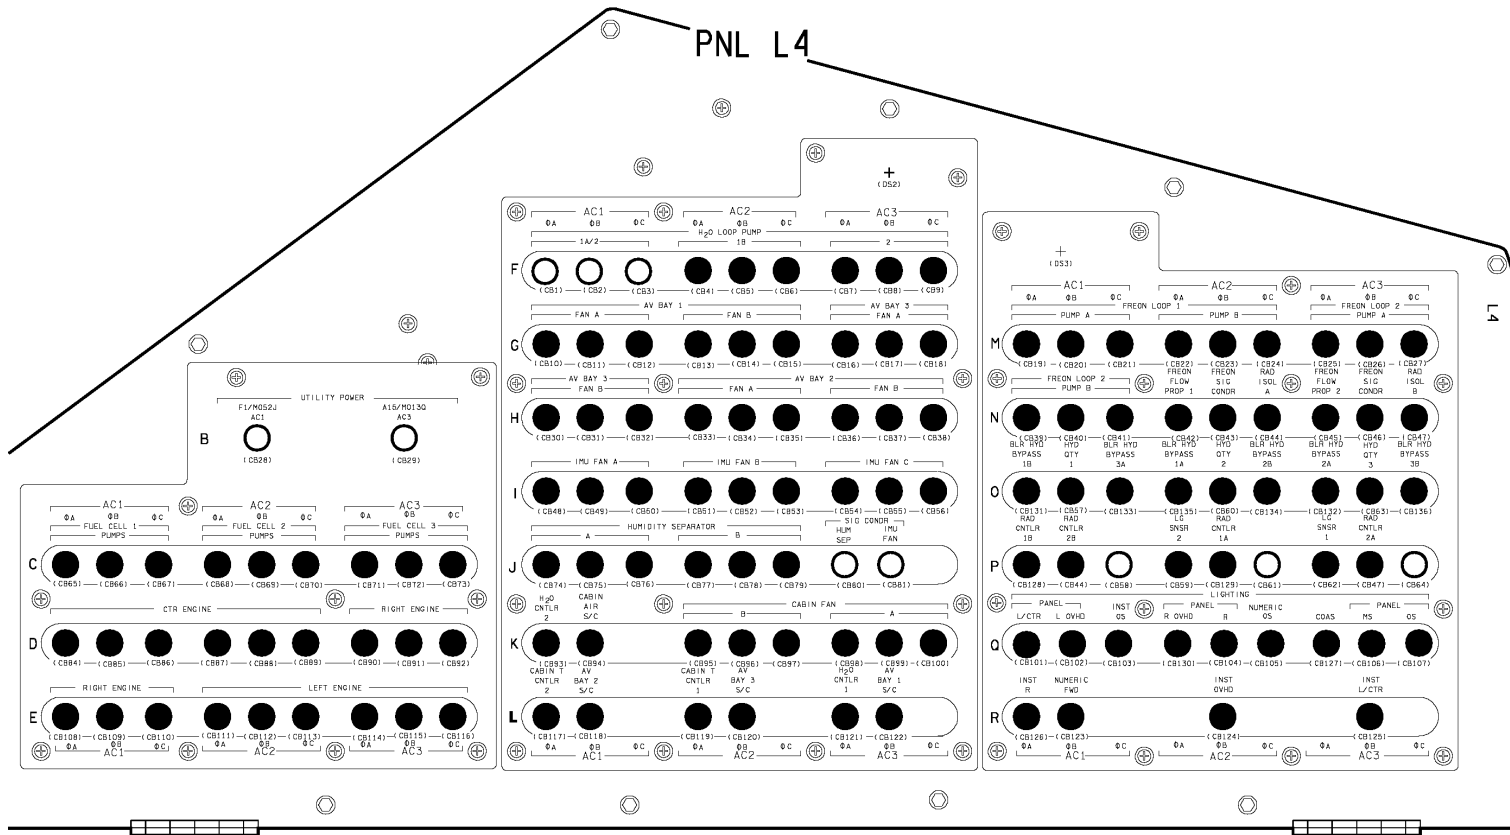 PNL L4
(DS2)
AC1 AC2 AC3
ΦA ΦB ΦC ΦA ΦB ΦC ΦA ΦB ΦC
H2O LOOP PUMP
1A/2 1B 2
F
(CB1) (CB2) (CB3) (CB4) (CB5) (CB6) (CB7) (CB8) (CB9)
AV BAY 1 AV BAY 3
FAN A FAN B FAN A
G
(CB10) (CB11) (CB12) (CB13) (CB14) (CB15) (CB16) (CB17) (CB18)
AV BAY 3 AV BAY 2
FAN B FAN A FAN B
H
(CB30) (CB31) (CB32) (CB33) (CB34) (CB35) (CB36) (CB37) (CB38)
IMU FAN A IMU FAN B IMU FAN C
I
(CB48) (CB49) (CB50) (CB51) (CB52) (CB53) (CB54) (CB55) (CB56)
HUMIDITY SEPARATOR SIG CONDR
A B HUM SEP IMU FAN
J
(CB74) (CB75) (CB76) (CB77) (CB78) (CB79) (CB80) (CB81)
H2O CNTLR 2 CABIN AIR S/C CABIN FAN
B A
K
(CB93) (CB94) (CB95) (CB96) (CB97) (CB98) (CB99) (CB100)
CABIN T CNTLR 2 AV BAY 2 S/C CABIN T CNTLR 1 AV BAY 3 S/C H2O CNTLR 1 AV BAY 1 S/C
L
(CB117) (CB118) (CB119) (CB120) (CB121) (CB122)
ΦA ΦB ΦC ΦA ΦB ΦC ΦA ΦB ΦC
AC1 AC2 AC3
UTILITY POWER
F1/MO52J A15/MO13Q
AC1 AC3
B
(CB28) (CB29)
AC1 AC2 AC3
ΦA ΦB ΦC ΦA ΦB ΦC ΦA ΦB ΦC
FUEL CELL 1 FUEL CELL 2 FUEL CELL 3
PUMPS PUMPS PUMPS
C
(CB65) (CB66) (CB67) (CB68) (CB69) (CB70) (CB71) (CB72) (CB73)
CTR ENGINE RIGHT ENGINE
D
(CB84) (CB85) (CB86) (CB87) (CB88) (CB89) (CB90) (CB91) (CB92)
RIGHT ENGINE LEFT ENGINE
E
(CB108) (CB109) (CB110) (CB111) (CB112) (CB113) (CB114) (CB115) (CB116)
ΦA ΦB ΦC ΦA ΦB ΦC ΦA ΦB ΦC
AC1 AC2 AC3
(DS3)
AC1 AC2 AC3
ΦA ΦB ΦC ΦA ΦB ΦC ΦA ΦB ΦC
FREON LOOP 1 FREON LOOP 2
PUMP A PUMP B PUMP A
M
(CB19) (CB20) (CB21) (CB22) (CB23) (CB24) (CB25) (CB26) (CB27)
FREON LOOP 2 FREON FREON RAD FREON FREON RAD
PUMP B FLOW SIG ISOL FLOW SIG ISOL
PROP 1 CONDR A PROP 2 CONDR B
N
(CB39) (CB40) (CB41) (CB42) (CB43) (CB44) (CB45) (CB46) (CB47)
BLR HYD HYD BLR HYD BLR HYD HYD BLR HYD BLR HYD HYD BLR HYD
BYPASS QTY BYPASS BYPASS QTY BYPASS BYPASS QTY BYPASS
1B 1 3A 1A 2 2B 2A 3 3B
O
(CB131) (CB57) (CB133) (CB135) (CB60) (CB134) (CB132) (CB63) (CB136)
RAD RAD LG RAD LG RAD
CNTLR CNTLR SNSR CNTLR SNSR CNTLR
1B 2B 2 1A 1 2A
P
(CB128) (CB44) (CB58) (CB59) (CB129) (CB61) (CB62) (CB47) (CB64)
LIGHTING
PANEL INST PANEL NUMERIC PANEL
L/CTR L OVHD OS R OVHD R OS COAS MS OS
Q
(CB101) (CB102) (CB103) (CB130) (CB104) (CB105) (CB127) (CB106) (CB107)
INST NUMERIC INST INST
R FWD OVHD L/CTR
R
(CB126) (CB123) (CB124) (CB125)
ΦA ΦB ΦC ΦA ΦB ΦC ΦA ΦB ΦC
AC1 AC2 AC3
L4